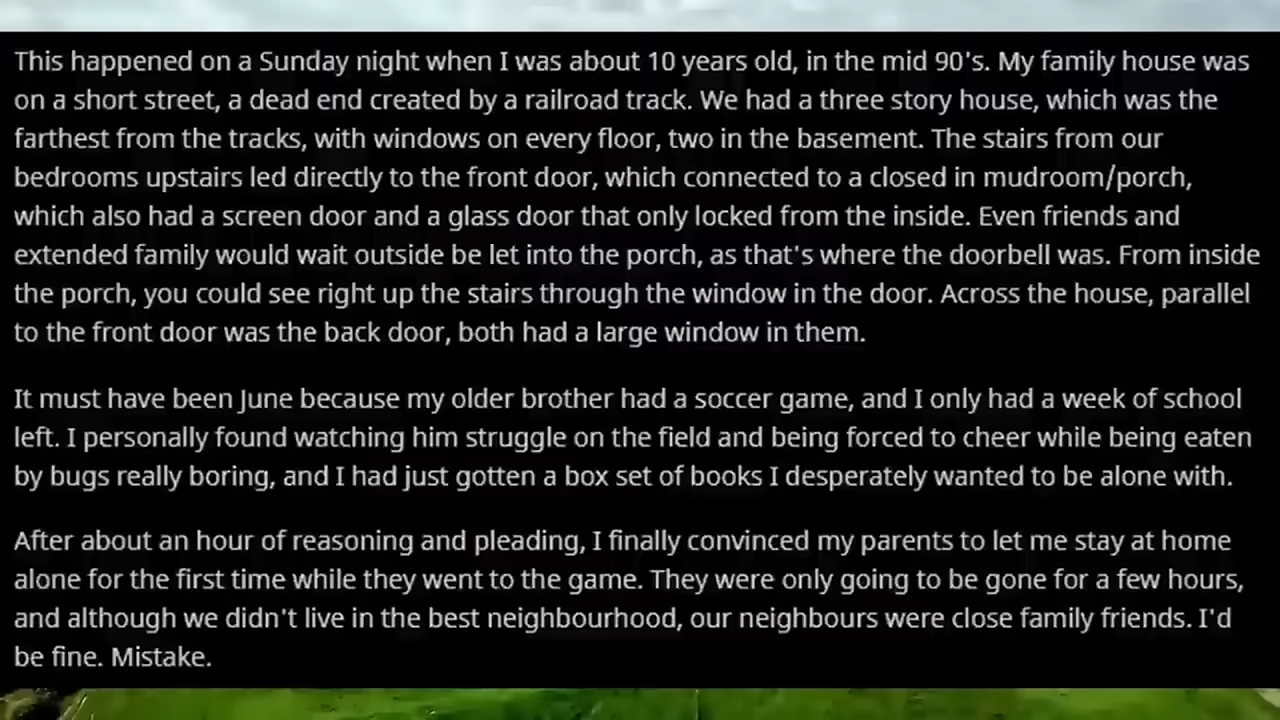 This happened on a Sunday night when I was about 10 years old, in the mid 90's. My family house was
on a short street, a dead end created by a railroad track. We had a three story house, which was the
farthest from the tracks, with windows on every floor, two in the basement. The stairs from our
bedrooms upstairs led directly to the front door, which connected to a closed in mudroom/porch,
which also had a screen door and a glass door that only locked from the inside. Even friends and
extended family would wait outside be let into the porch, as that's where the doorbell was. From inside
the porch, you could see right up the stairs through the window in the door. Across the house, parallel
to the front door was the back door, both had a large window in them.
It must have been June because my older brother had a soccer game, and I only had a week of school
left. I personally found watching him struggle on the field and being forced to cheer while being eaten
by bugs really boring, and I had just gotten a box set of books I desperately wanted to be alone with.
After about an hour of reasoning and pleading, I finally convinced my parents to let me stay at home
alone for the first time while they went to the game. They were only going to be gone for a few hours,
and although we didn't live in the best neighbourhood, our neighbours were close family friends. I'd
be fine. Mistake.